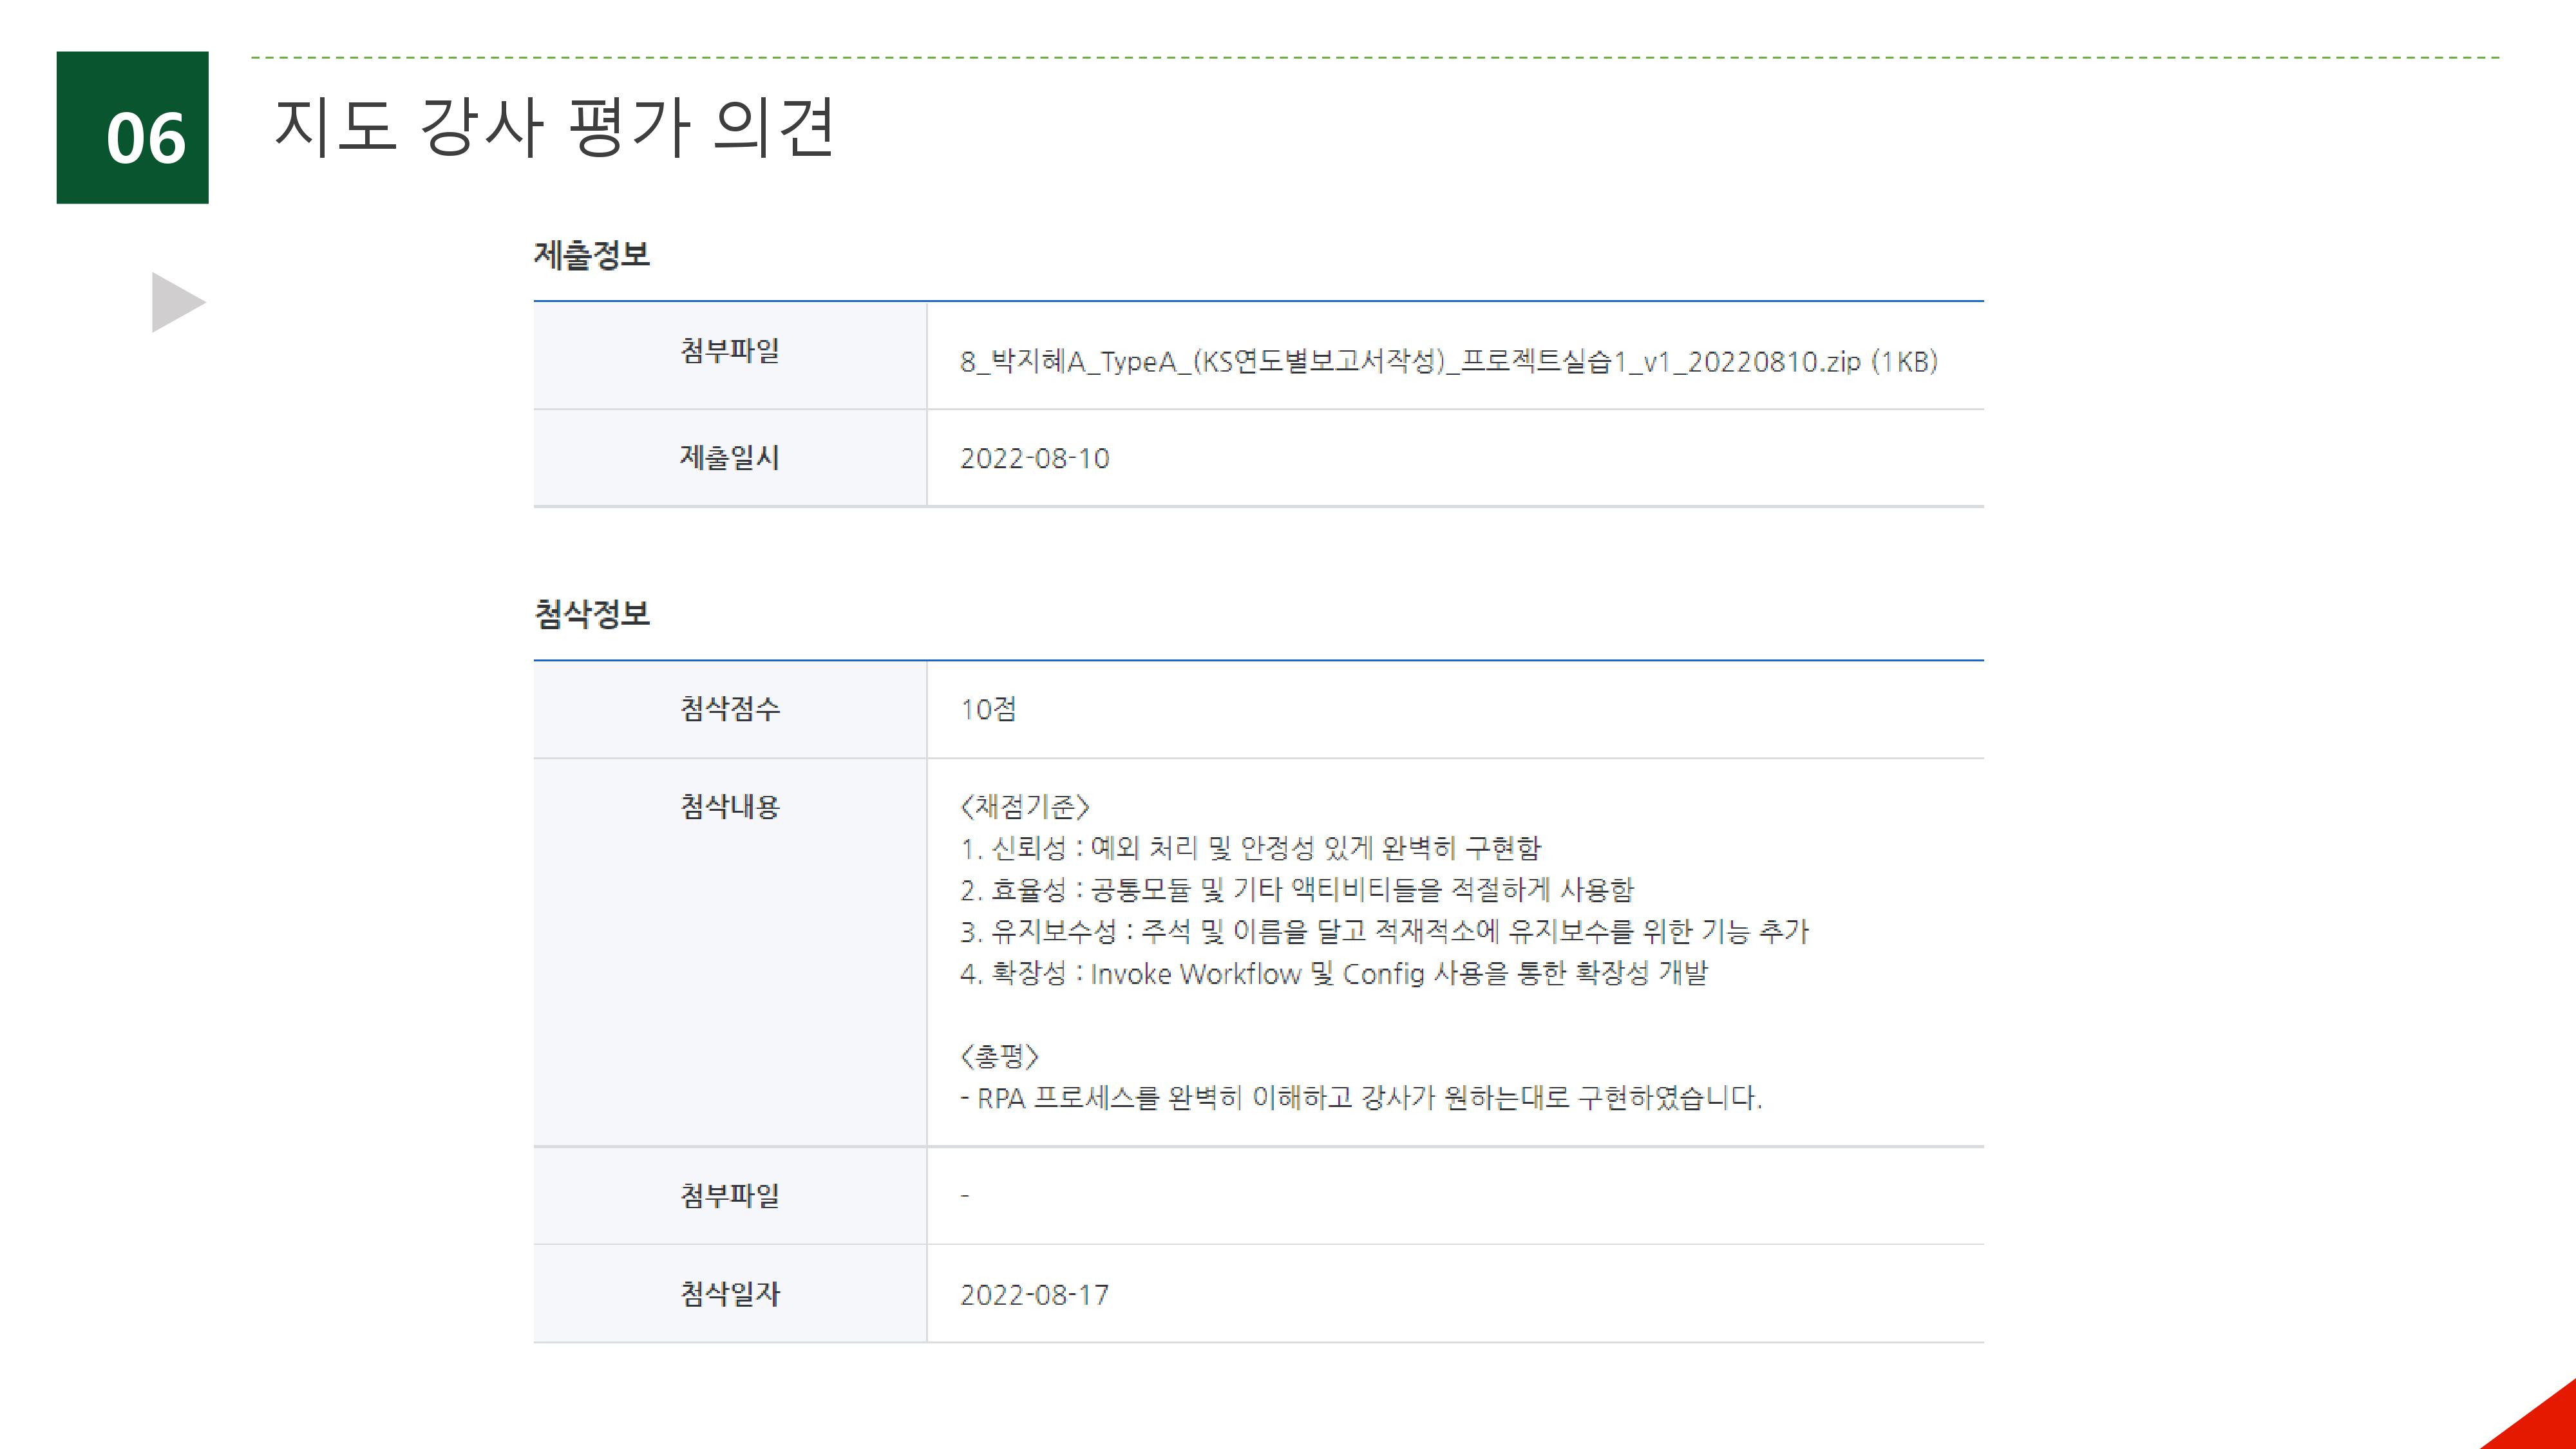 06
지도 강사 평가 의견
제출정보
첨부파일
8_박지혜A_TypeA_(KS연도별보고서작성)_프로젝트실습1_v1_20220810.zip (1KB)
제출일시
2022-08-10
첨삭정보
첨삭점수
10점
첨삭내용
<채점기준>
1. 신뢰성 : 예외 처리 및 안정성 있게 완벽히 구현함
2. 효율성 : 공통모듈 및 기타 액티비티들을 적절하게 사용함
3. 유지보수성 : 주석 및 이름을 달고 적재적소에 유지보수를 위한 기능 추가
4. 확장성 : Invoke Workflow 및 Config 사용을 통한 확장성 개발
<총평>
- RPA 프로세스를 완벽히 이해하고 강사가 원하는대로 구현하였습니다.
첨부파일
-
첨삭일자
2022-08-17